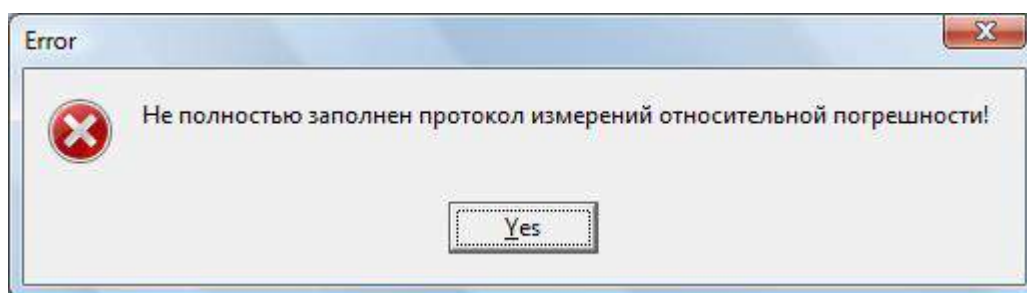 Error
Не полностью заполнен протокол измерений относительной погрешности!
Yes